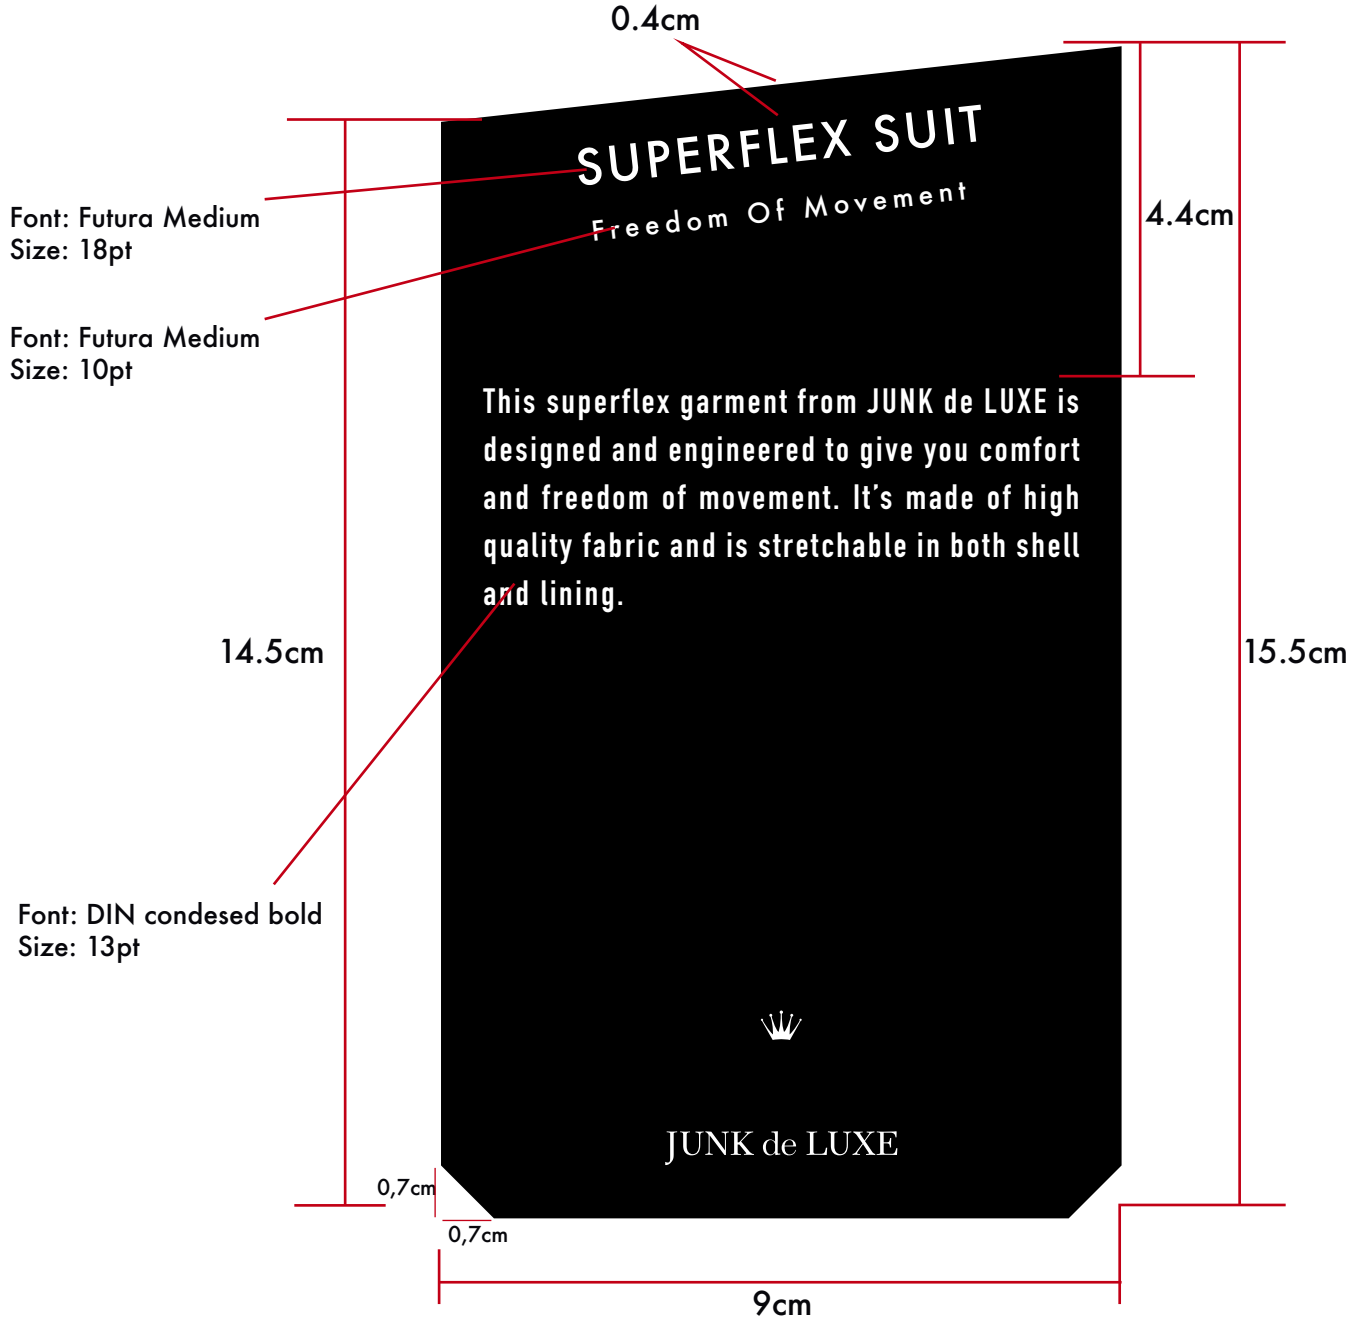 0.4cm
SUPERFLEX SUIT
Freedom Of Movement
Font: Futura Medium
Size: 18pt
4.4cm
Font: Futura Medium
Size: 10pt
This superflex garment from JUNK de LUXE is
designed and engineered to give you comfort
and freedom of movement. It’s made of high
quality fabric and is stretchable in both shell
and lining.
14.5cm
15.5cm
Font: DIN condesed bold
Size: 13pt
JUNK de LUXE
0,7cm
0,7cm
9cm